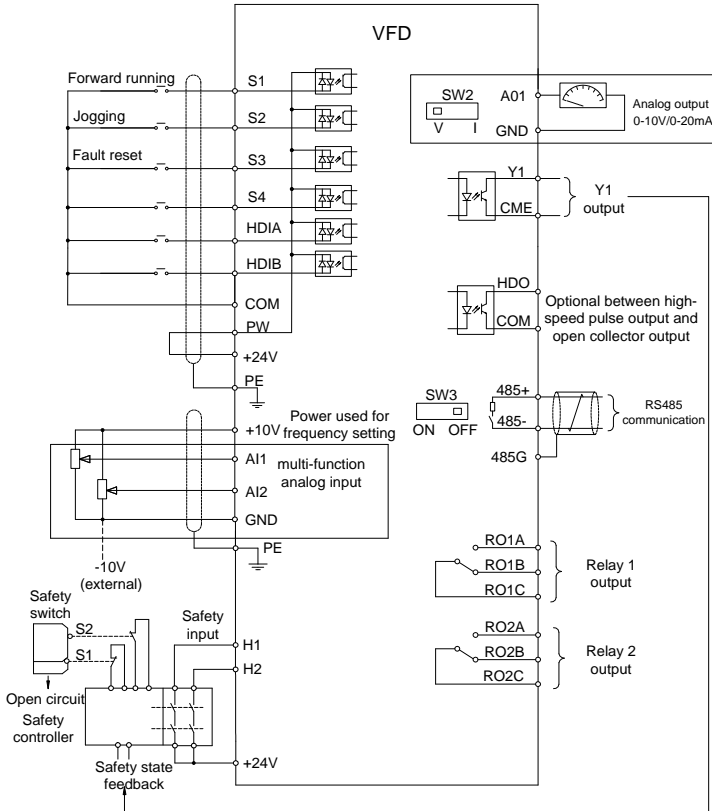 VFD
Forward running
S1
Jogging
S2
Fault reset
S3
S4
HDIA
HDIB
COM
PW
+24V
PE
Power used for
frequency setting
+10V
AI1
multi-function
analog input
AI2
GND
PE
-10V
(external)
Safety
switch
S2
S1
Open circuit
Safety
controller
Safety
input
H1
H2
+24V
Safety state
feedback
SW2
V I
A01
GND
Analog output
0-10V/0-20mA
Y1
CME
Y1
output
HDO
COM
Optional between high-
speed pulse output and
open collector output
SW3
ON OFF
485+
485-
485G
RS485
communication
RO1A
RO1B
RO1C
Relay 1
output
RO2A
RO2B
RO2C
Relay 2
output